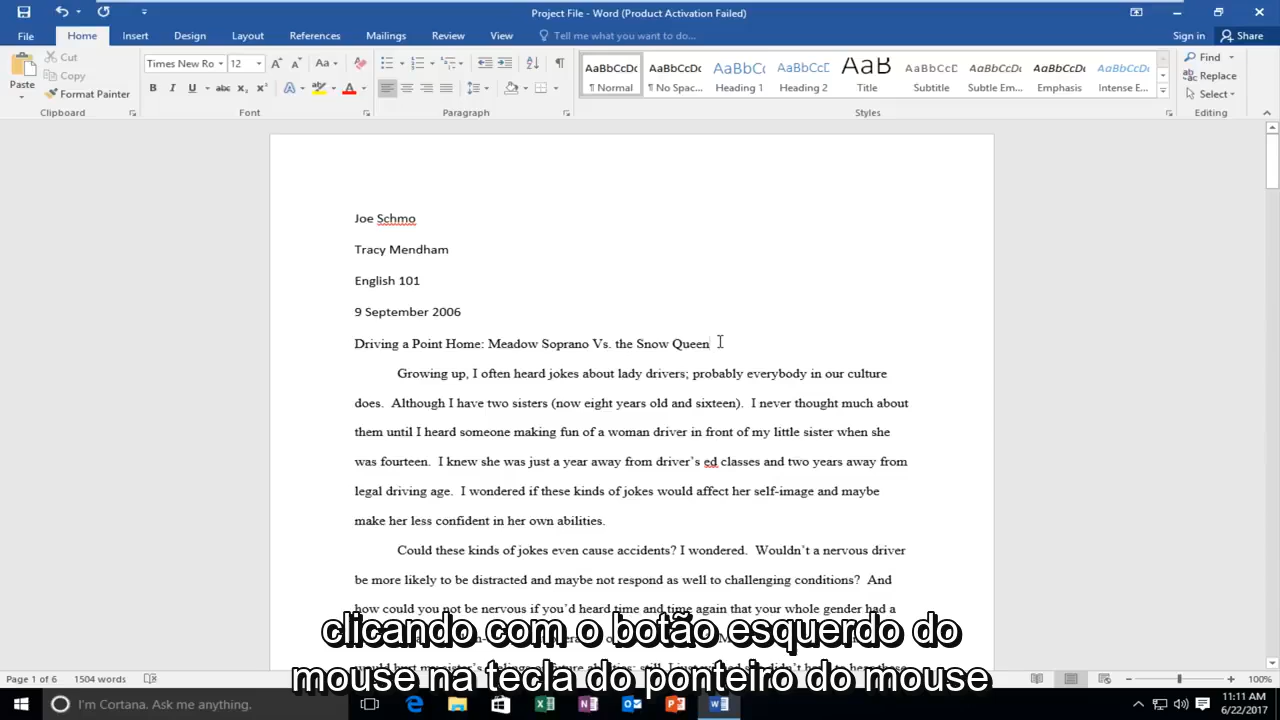 Project File - Word (Product Activation Failed)
File Home Insert Design Layout References Mailings Review View Tell me what you want to do... Sign in Share
Paste
Cut
Copy
Format Painter
Clipboard
Times New Ro 12 Aa
B I U abc x₂ x² A A
Font
Paragraph
AaBbCcDc AaBbCcDc AaBbC AaBbCcE AaB AaBbCcD AaBbCcDc AaBbCcDc AaBbCcDc
¶ Normal ¶ No Spac... Heading 1 Heading 2 Title Subtitle Subtle Em... Emphasis Intense E...
Styles
Find
Replace
Select
Editing
Joe Schmo
Tracy Mendham
English 101
9 September 2006
Driving a Point Home: Meadow Soprano Vs. the Snow Queen
Growing up, I often heard jokes about lady drivers; probably everybody in our culture
does.  Although I have two sisters (now eight years old and sixteen).  I never thought much about
them until I heard someone making fun of a woman driver in front of my little sister when she
was fourteen.  I knew she was just a year away from driver's ed classes and two years away from
legal driving age.  I wondered if these kinds of jokes would affect her self-image and maybe
make her less confident in her own abilities.
Could these kinds of jokes even cause accidents? I wondered.  Wouldn't a nervous driver
be more likely to be distracted and maybe not respond as well to challenging conditions?  And
how could you not be nervous if you'd heard time and time again that your whole gender had a
clicando com o botão esquerdo do
mouse na tecla do ponteiro do mouse
Page 1 of 6 1504 words 100%
I'm Cortana. Ask me anything.
11:11 AM
6/22/2017